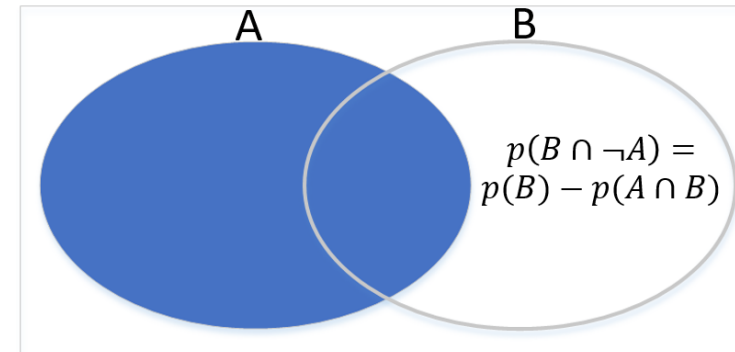 A B
p(B ∩ ¬A) =
p(B) − p(A ∩ B)